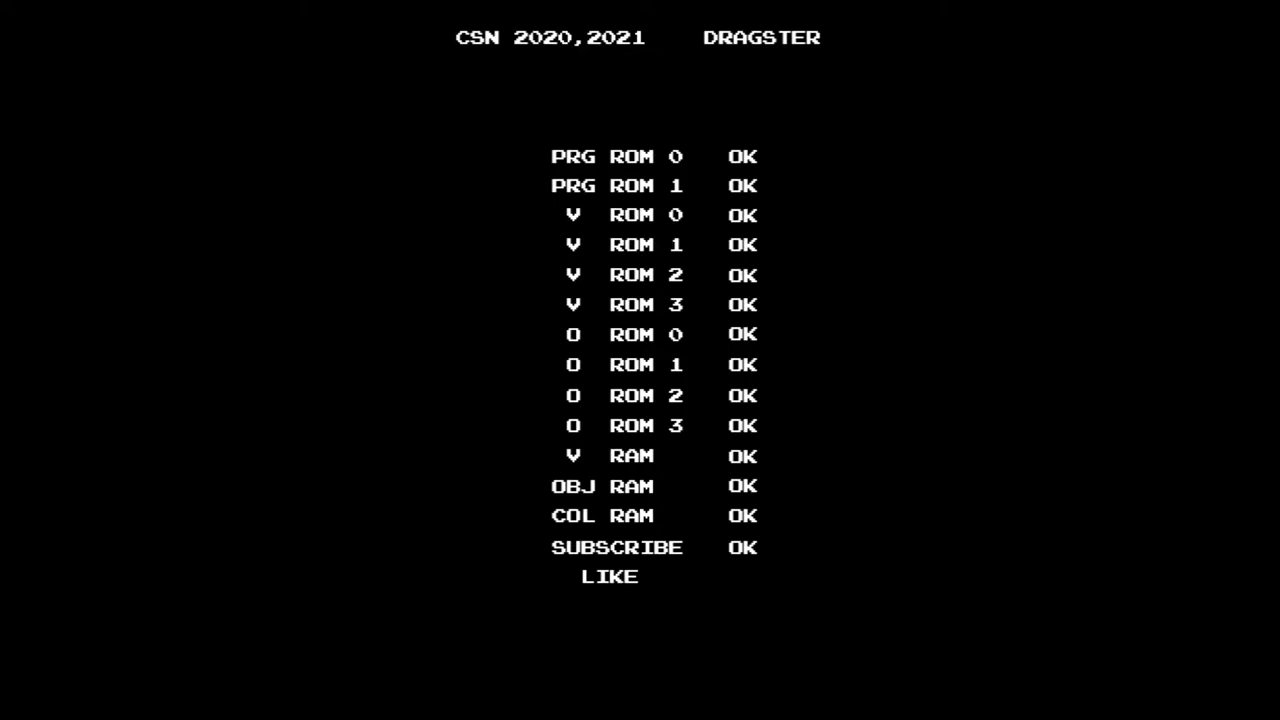 CSN 2020,2021 DRAGSTER
PRG ROM 0 OK
PRG ROM 1 OK
V ROM 0 OK
V ROM 1 OK
V ROM 2 OK
V ROM 3 OK
O ROM 0 OK
O ROM 1 OK
O ROM 2 OK
O ROM 3 OK
V RAM OK
OBJ RAM OK
COL RAM OK
SUBSCRIBE OK
LIKE